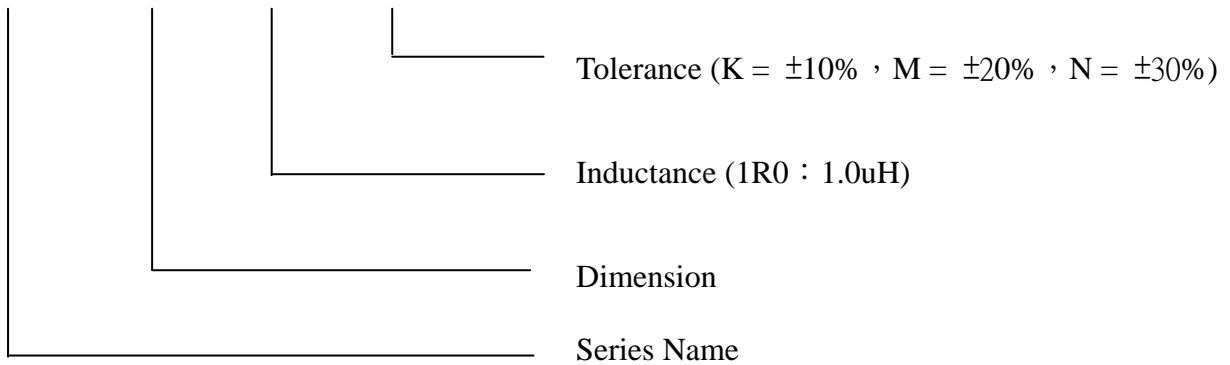 Tolerance (K = ±10%，M = ±20%，N = ±30%)
Inductance (1R0：1.0uH)
Dimension
Series Name